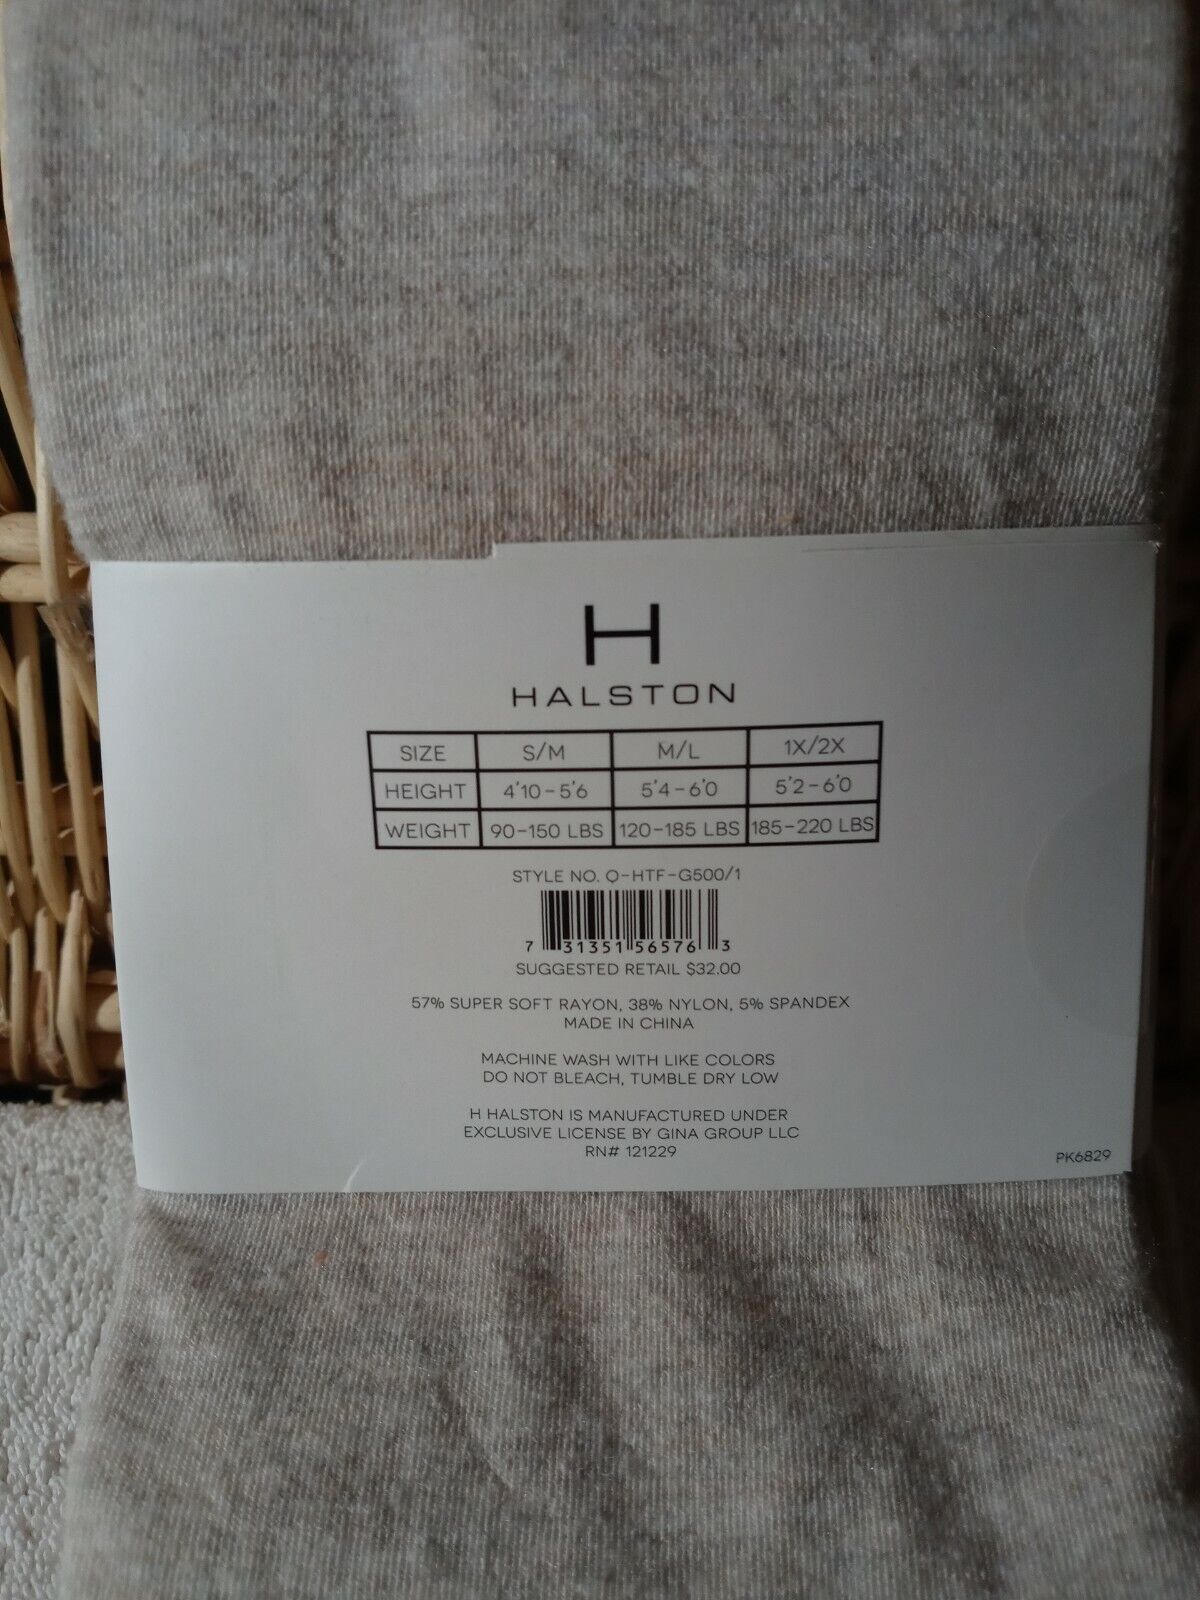 H
HALSTON
SIZE S/M M/L 1X/2X
HEIGHT 4'10-5'6 5'4-6'0 5'2-6'0
WEIGHT 90-150 LBS 120-185 LBS 185-220 LBS
STYLE NO. Q-HTF-G500/1
7 31351 56576 3
SUGGESTED RETAIL $32.00
57% SUPER SOFT RAYON, 38% NYLON, 5% SPANDEX
MADE IN CHINA
MACHINE WASH WITH LIKE COLORS
DO NOT BLEACH, TUMBLE DRY LOW
H HALSTON IS MANUFACTURED UNDER
EXCLUSIVE LICENSE BY GINA GROUP LLC
RN# 121229
PK6829